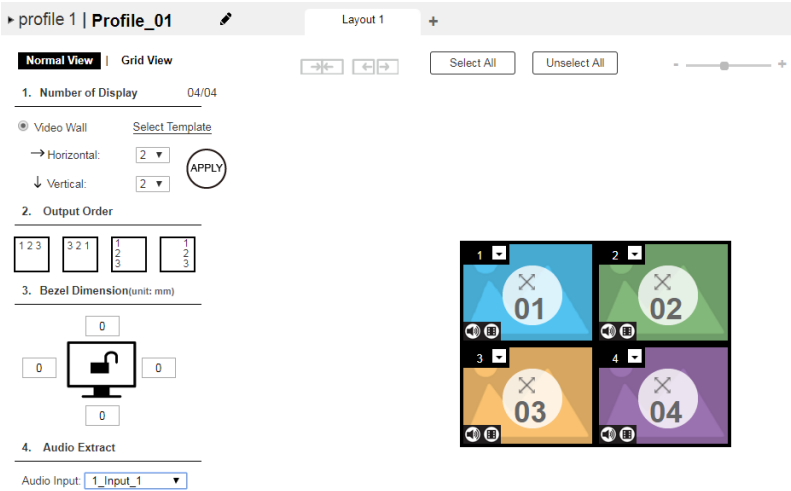 profile 1 | Profile_01
Layout 1 +
Normal View | Grid View
Select All
Unselect All
- +
1. Number of Display 04/04
Video Wall Select Template
Horizontal: 2
Vertical: 2
APPLY
2. Output Order
1 2 3
3 2 1
1
2
3
1
2
3
3. Bezel Dimension(unit: mm)
0
0
0
0
4. Audio Extract
Audio Input: 1_Input_1
1
01
2
02
3
03
4
04